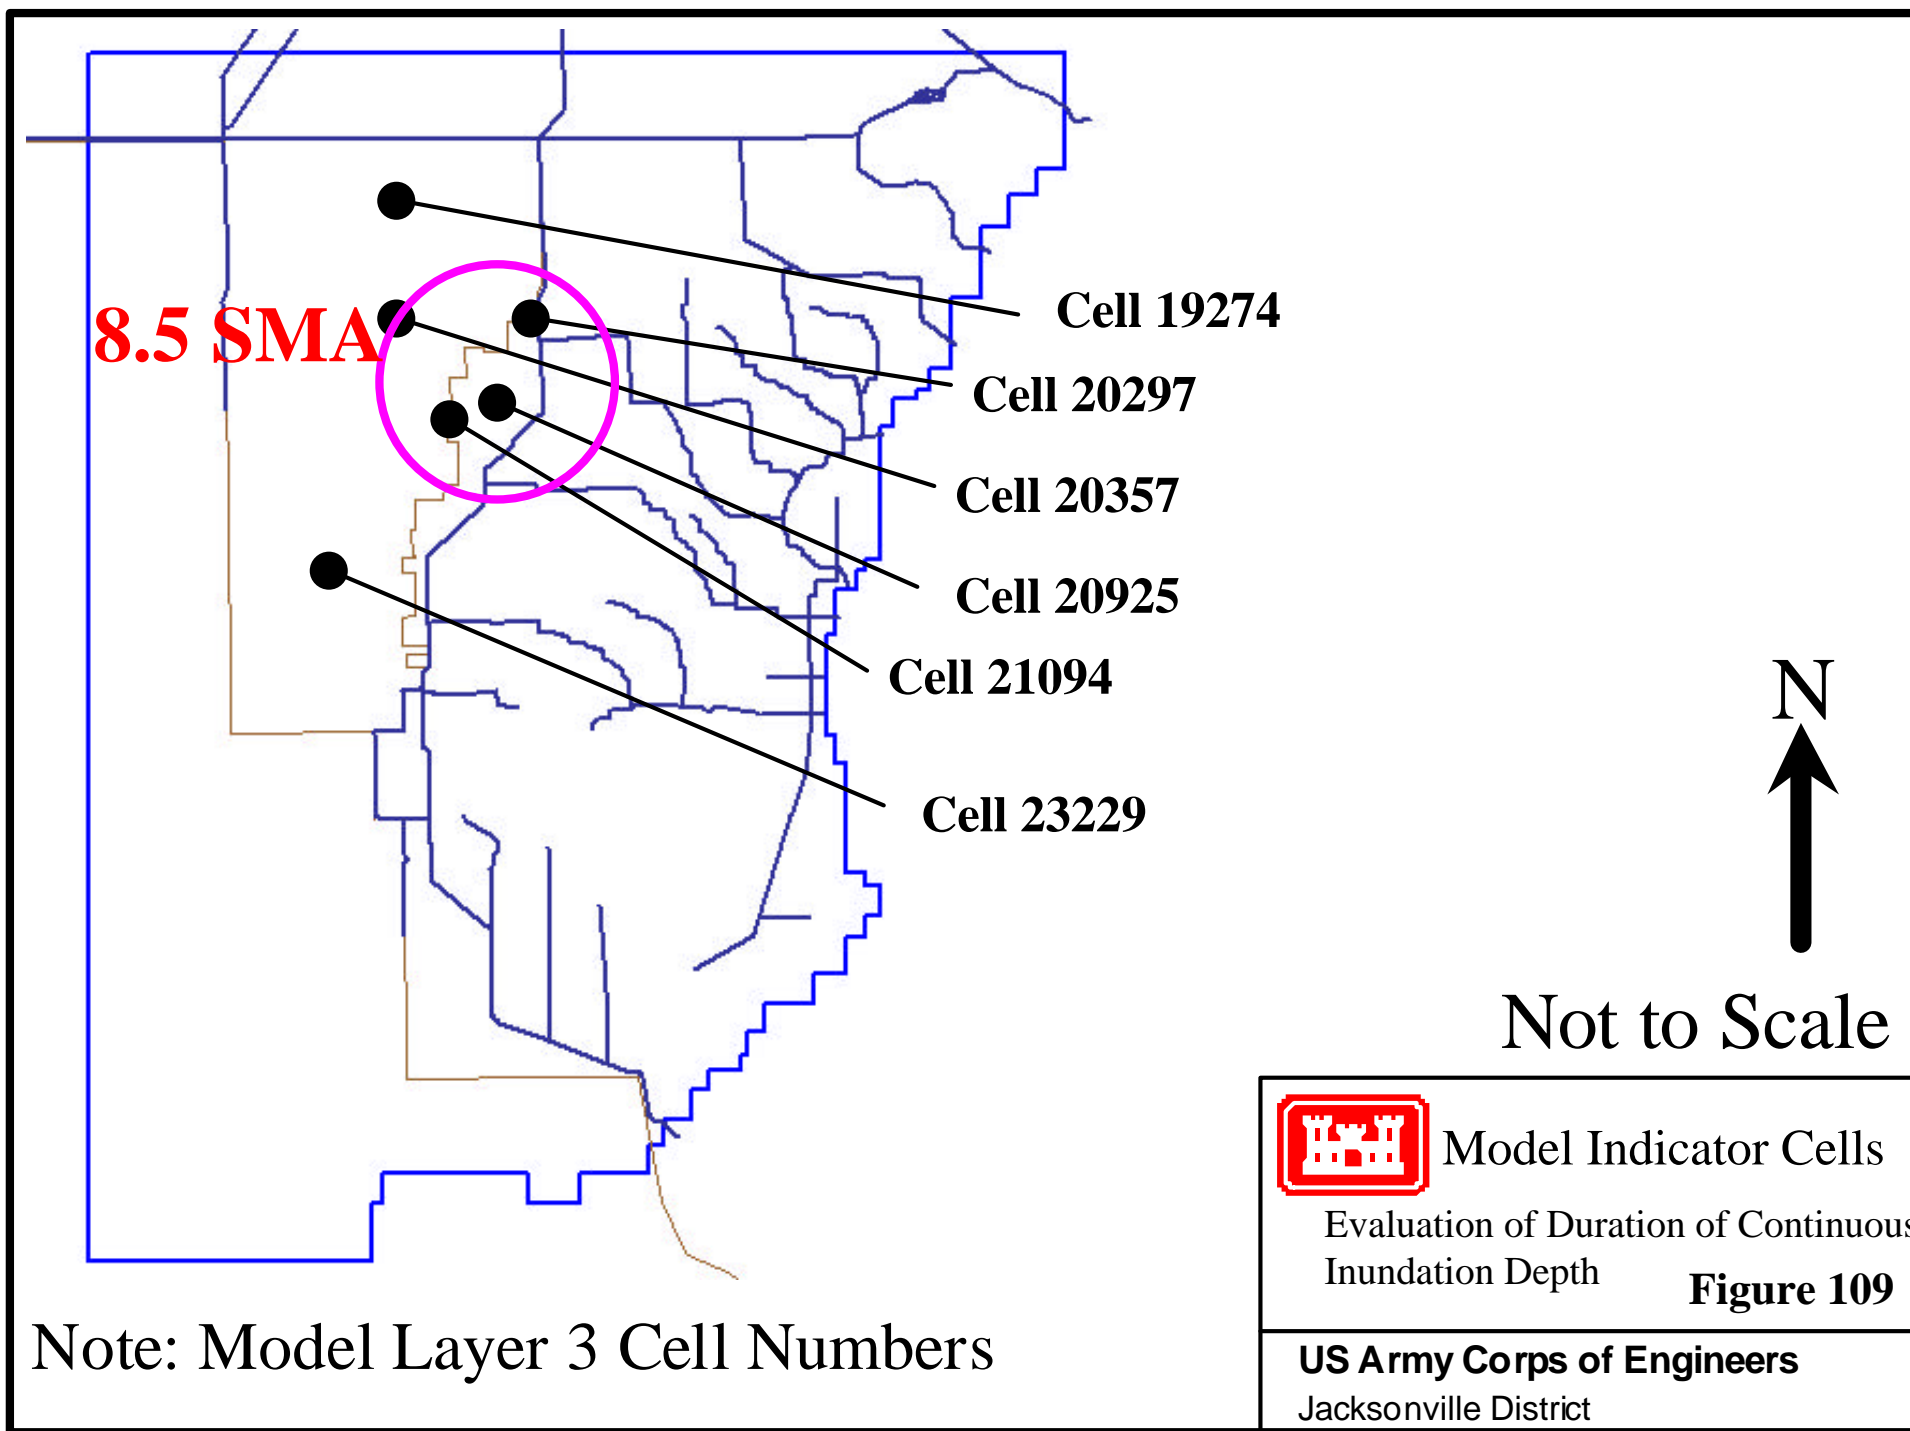 8.5 SMA
Cell 19274
Cell 20297
Cell 20357
Cell 20925
Cell 21094
Cell 23229
N
Not to Scale
Model Indicator Cells
Evaluation of Duration of Continuous
Inundation Depth
Figure 109
US Army Corps of Engineers
Jacksonville District
Note: Model Layer 3 Cell Numbers